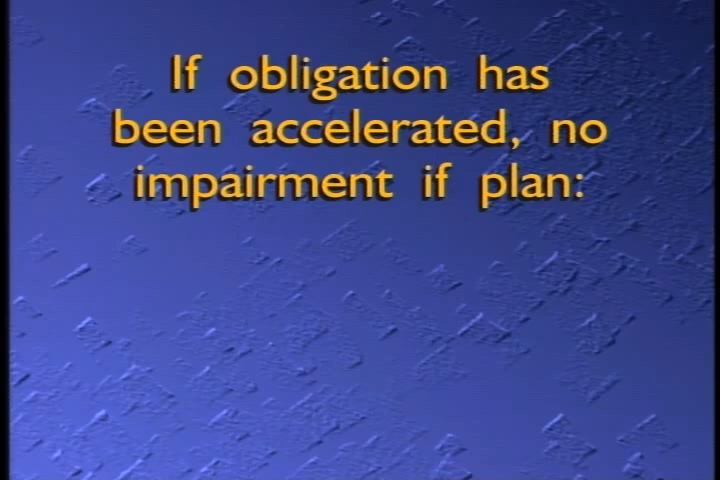 If obligation has
been accelerated, no
impairment if plan: